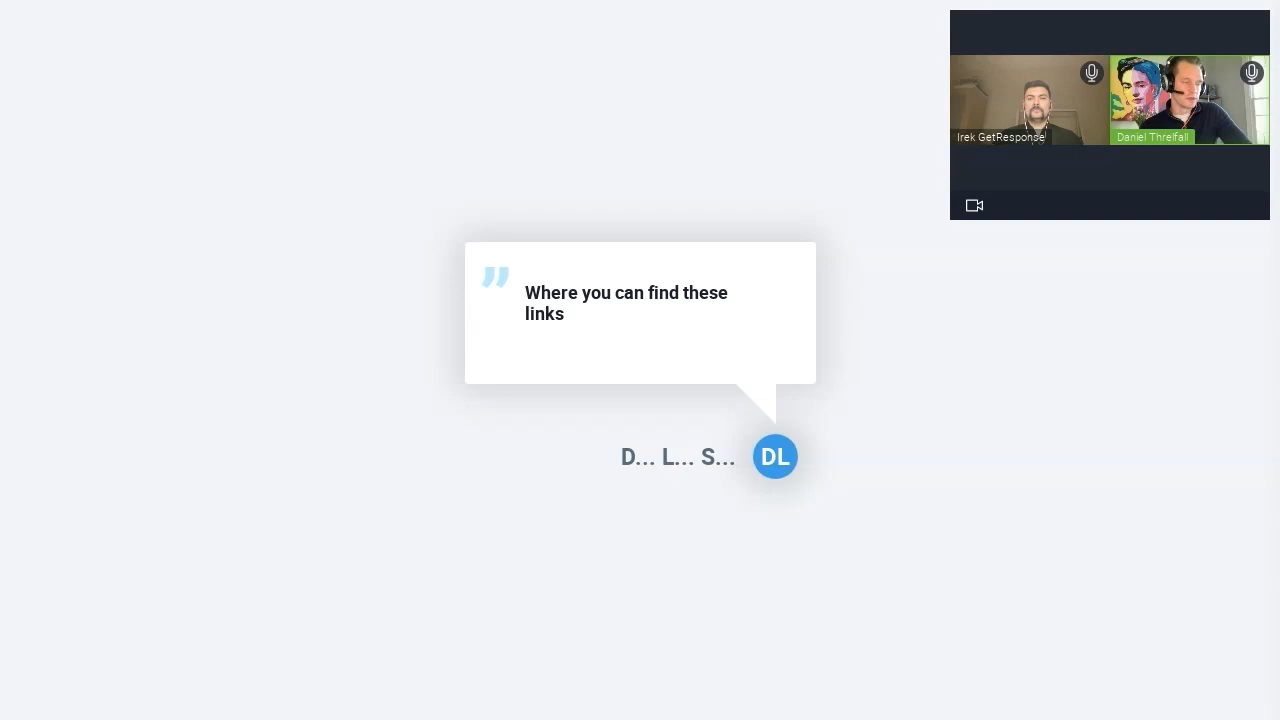 Irek GetResponse
Daniel Threlfall
Where you can find these
links
D... L... S...
DL